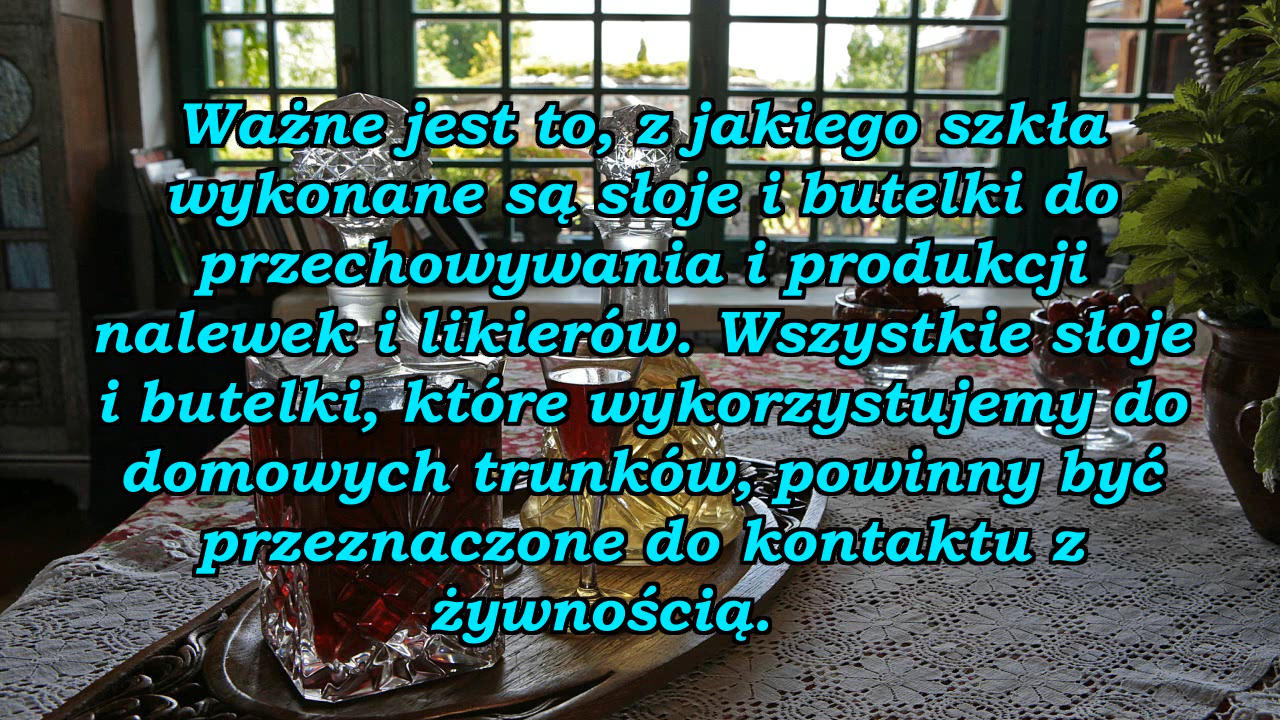 Ważne jest to, z jakiego szkła
wykonane są słoje i butelki do
przechowywania i produkcji
nalewek i likierów. Wszystkie słoje
i butelki, które wykorzystujemy do
domowych trunków, powinny być
przeznaczone do kontaktu z
żywnością.